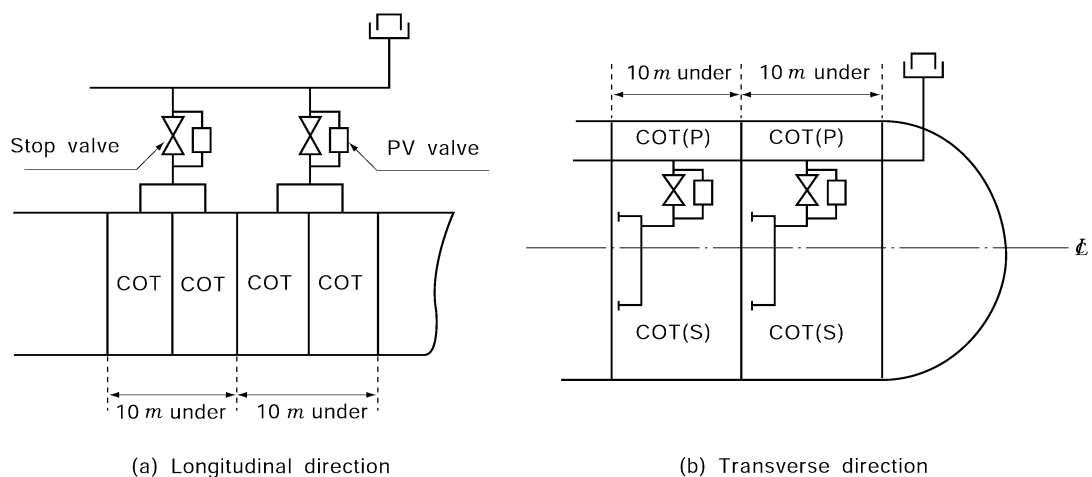 Stop valve
PV valve
COT COT COT COT
10 m under 10 m under
(a) Longitudinal direction
10 m under 10 m under
COT(P) COT(P)
℄
COT(S) COT(S)
(b) Transverse direction